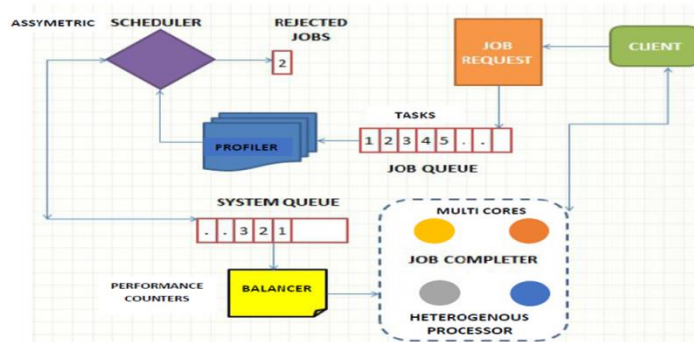 ASSYMETRIC
SCHEDULER
REJECTED
JOBS
2
JOB
REQUEST
CLIENT
TASKS
PROFILER
1 2 3 4 5 . .
JOB QUEUE
SYSTEM QUEUE
. . 3 2 1
MULTI CORES
JOB COMPLETER
PERFORMANCE
COUNTERS
BALANCER
HETEROGENOUS
PROCESSOR